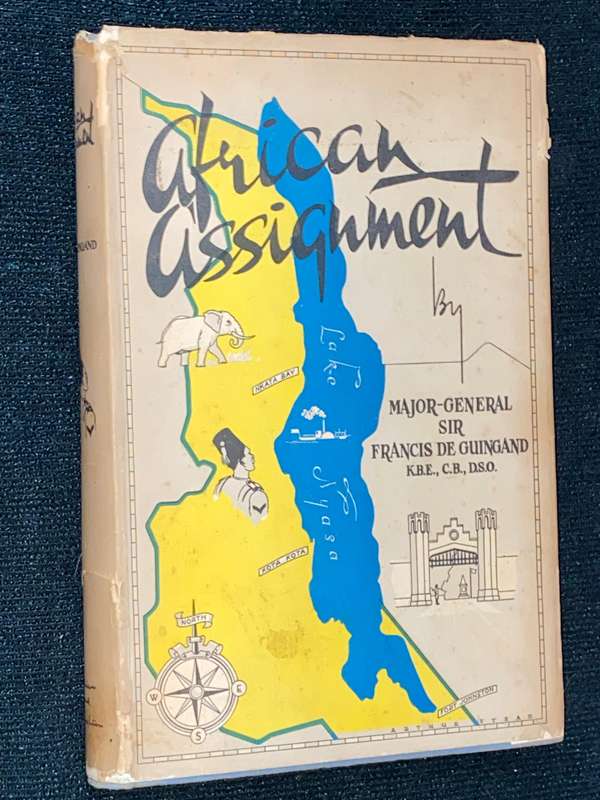 African
Assignment
By
MAJOR-GENERAL
SIR
FRANCIS DE GUINGAND
K.B.E., C.B., D.S.O.
NKATA BAY
Lake Nyasa
KOTA KOTA
NORTH
W E
S
FORT JOHNSTON